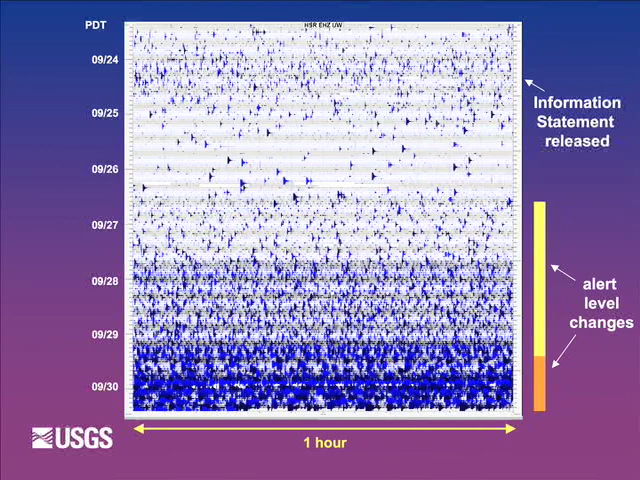 PDT
HSR EHZ UW
09/24
09/25
09/26
09/27
09/28
09/29
09/30
Information
Statement
released
alert
level
changes
USGS
1 hour